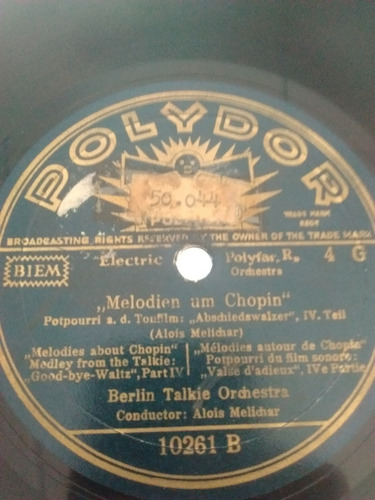 POLYDOR
50.044
TRADE MARK
BROADCASTING RIGHTS RESERVED BY THE OWNER OF THE TRADE MARK
BIEM
Electric
Polyfar, R. 4 G
Orchestra
„Melodien am Chopin"
Potpourri a. d. Tonfilm: „Abschiedswalzer", IV. Teil
(Alois Melichar)
„Melodies about Chopin"
Medley from the Talkie:
„Good-bye-Waltz", Part IV
„Mélodies autour de Chopin"
Potpourri du film sonore:
„Valse d'adieux", IVe Partie
Berlin Talkie Orchestra
Conductor: Alois Melichar
10261 B